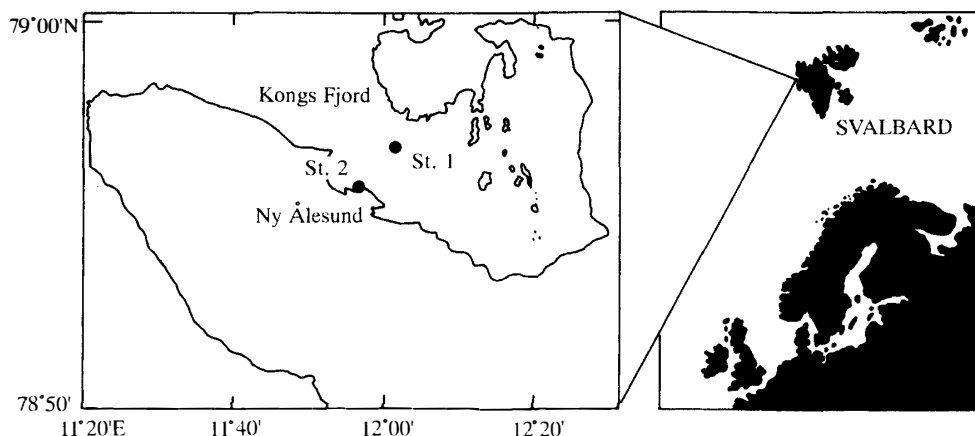 79°00'N
Kongs Fjord
SVALBARD
St. 1
St. 2
Ny Ålesund
78°50'
11°20'E
11°40'
12°00'
12°20'